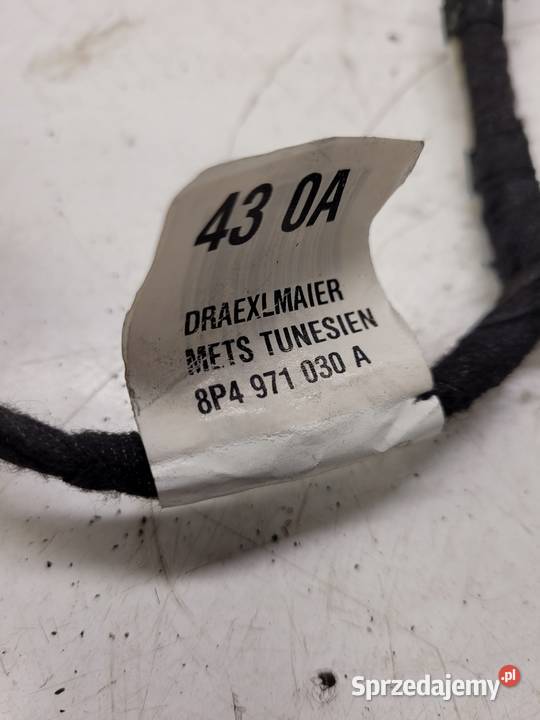 43 0A
DRAEXLMAIER
METS TUNESIEN
8P4 971 030 A
Sprzedajemy.pl